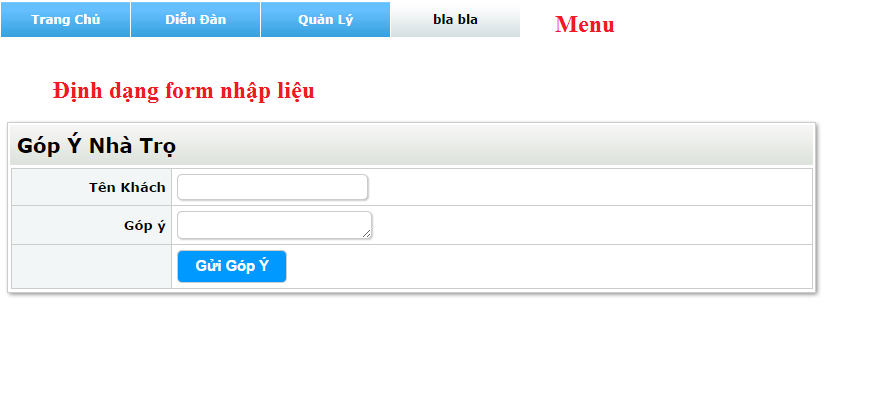 Trang Chủ Diễn Đàn Quản Lý bla bla Menu
Định dạng form nhập liệu
Góp Ý Nhà Trọ
Tên Khách
Góp ý
Gửi Góp Ý